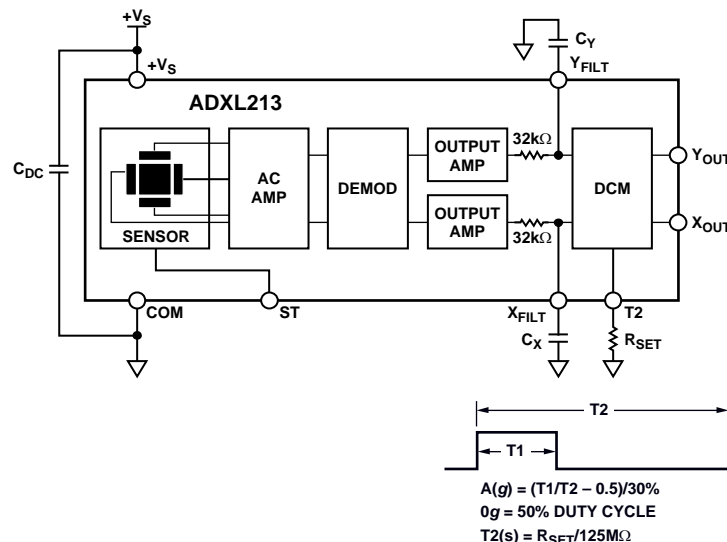 +VS
CY
+VS
YFILT
ADXL213
CDC
SENSOR
AC
AMP
DEMOD
OUTPUT
AMP
32kΩ
OUTPUT
AMP
32kΩ
DCM
YOUT
XOUT
COM
ST
XFILT
T2
CX
RSET
T2
T1
A(g) = (T1/T2 – 0.5)/30%
0g = 50% DUTY CYCLE
T2(s) = RSET/125MΩ